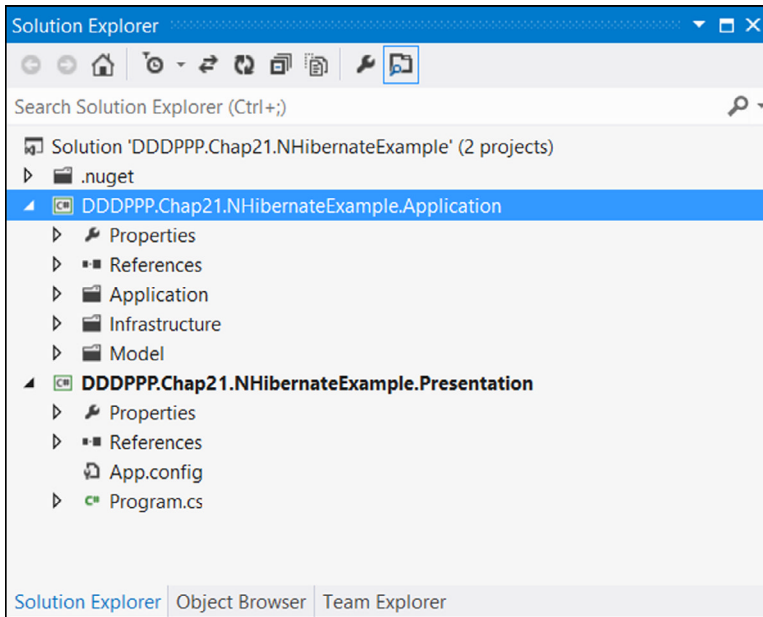 Solution Explorer
Search Solution Explorer (Ctrl+;)
Solution 'DDDPPP.Chap21.NHibernateExample' (2 projects)
.nuget
C# DDDPPP.Chap21.NHibernateExample.Application
Properties
References
Application
Infrastructure
Model
C# DDDPPP.Chap21.NHibernateExample.Presentation
Properties
References
App.config
C# Program.cs
Solution Explorer Object Browser Team Explorer